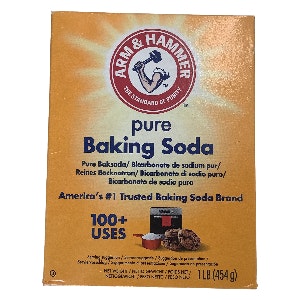 ARM & HAMMER
THE STANDARD OF PURITY
pure
Baking Soda
Pure Baksoda/ Bicarbonate de sodium pur/
Reines Backnatron/ Bicarbonato di sodio puro/
Bicarbonato de sodio puro
America's #1 Trusted Baking Soda Brand
100+
USES
1 LB (454 g)